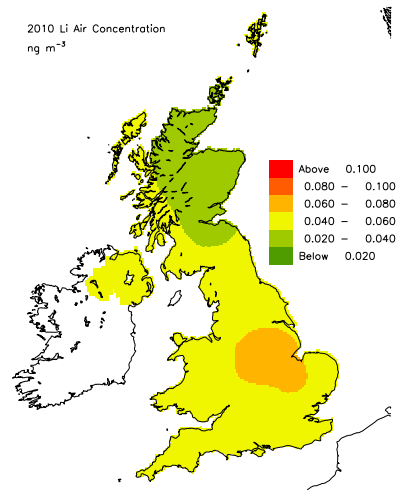 2010 Li Air Concentration
ng m⁻³
Above 0.100
0.080 – 0.100
0.060 – 0.080
0.040 – 0.060
0.020 – 0.040
Below 0.020